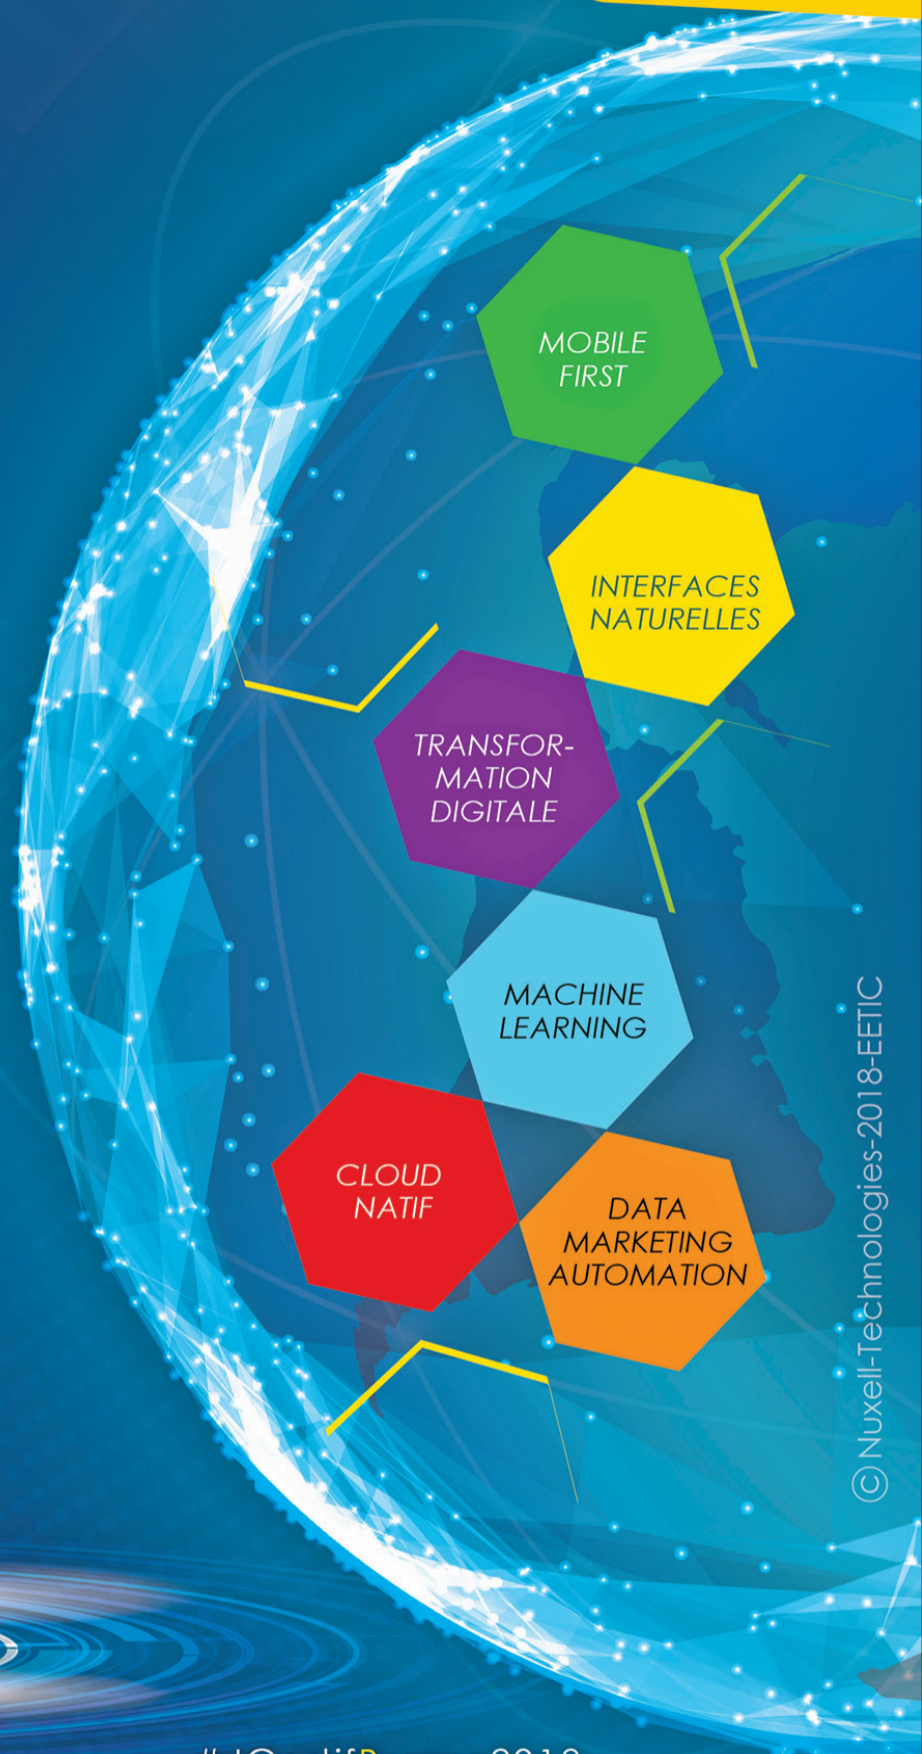 MOBILE
FIRST
INTERFACES
NATURELLES
TRANSFOR-
MATION
DIGITALE
MACHINE
LEARNING
CLOUD
NATIF
DATA
MARKETING
AUTOMATION
© Nuxell-Technologies-2018-EETIC